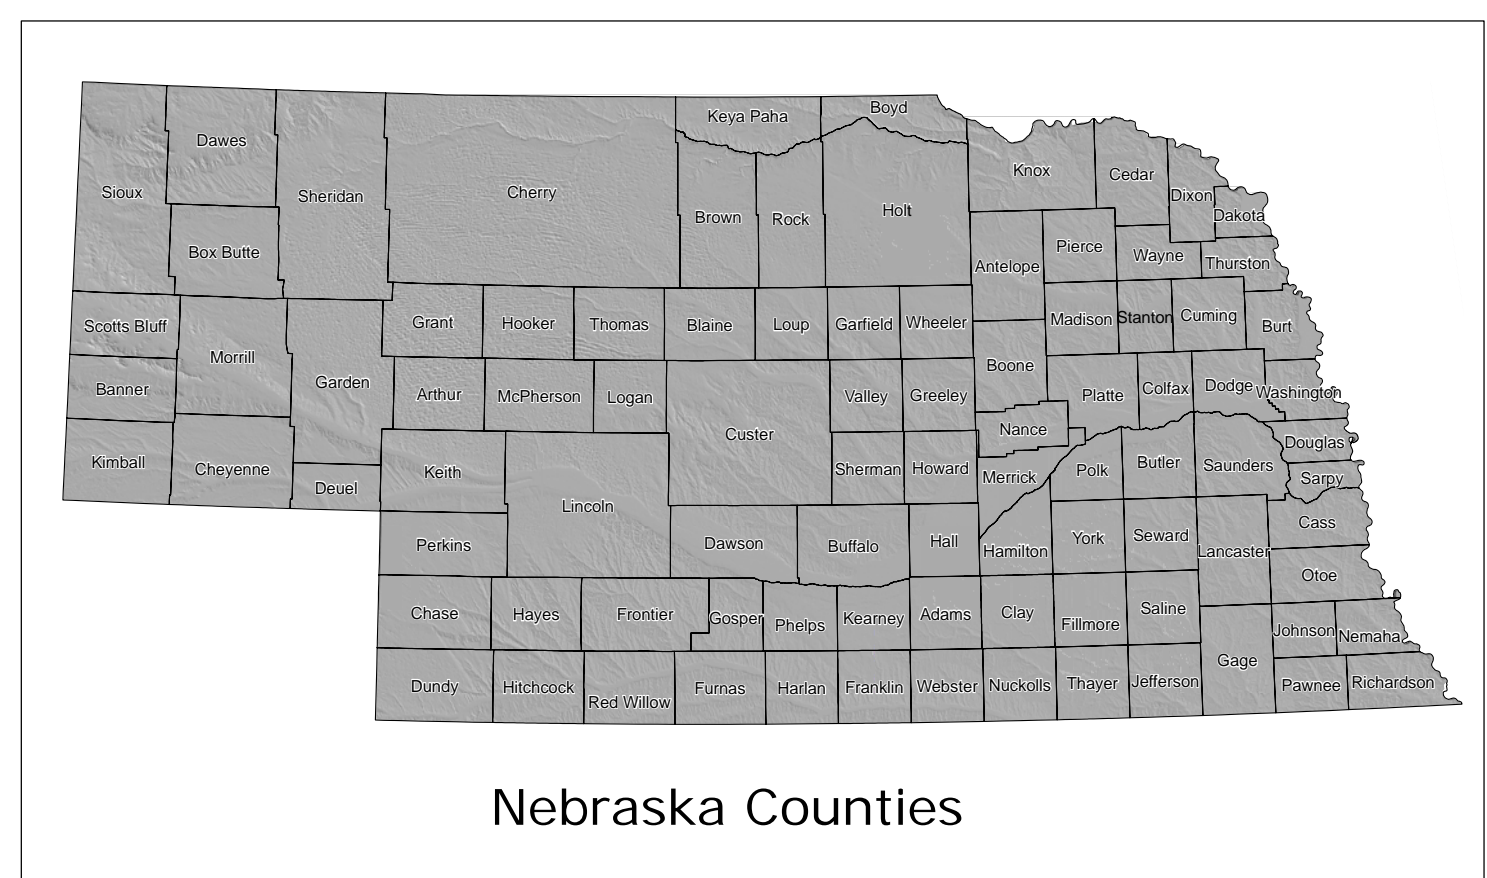 Keya Paha
Boyd
Dawes
Knox
Cedar
Sioux
Sheridan
Cherry
Dixon
Brown
Rock
Holt
Dakota
Box Butte
Pierce
Wayne
Antelope
Thurston
Scotts Bluff
Grant
Hooker
Thomas
Blaine
Loup
Garfield
Wheeler
Madison
Stanton
Cuming
Burt
Morrill
Boone
Banner
Garden
Arthur
McPherson
Logan
Valley
Greeley
Platte
Colfax
Dodge
Washington
Custer
Nance
Douglas
Kimball
Cheyenne
Keith
Sherman
Howard
Merrick
Polk
Butler
Saunders
Sarpy
Deuel
Lincoln
Cass
Perkins
Dawson
Buffalo
Hall
Hamilton
York
Seward
Lancaster
Otoe
Chase
Hayes
Frontier
Gosper
Phelps
Kearney
Adams
Clay
Fillmore
Saline
Johnson
Nemaha
Gage
Dundy
Hitchcock
Red Willow
Furnas
Harlan
Franklin
Webster
Nuckolls
Thayer
Jefferson
Pawnee
Richardson
Nebraska Counties